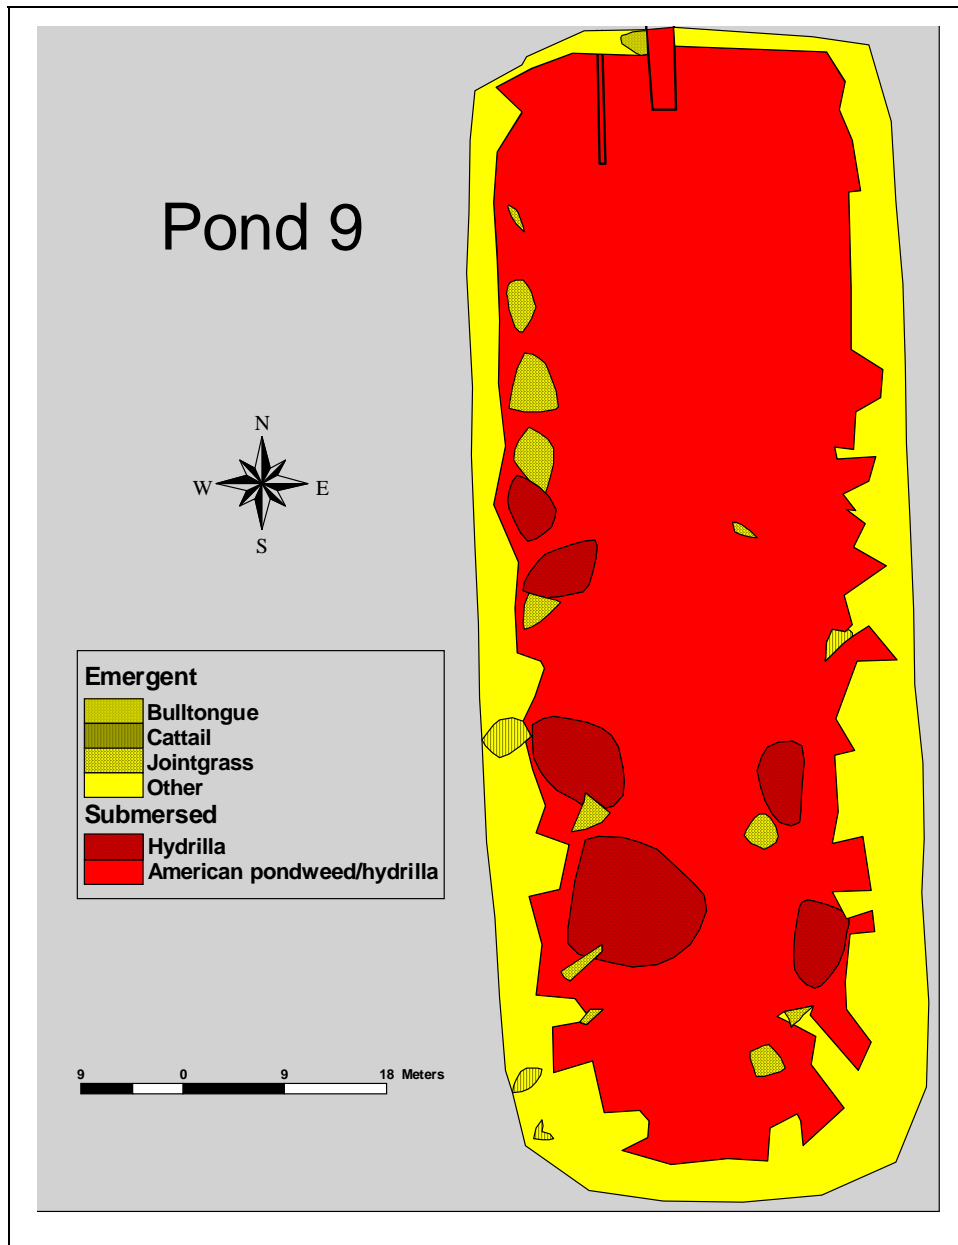 Pond 9
N
W E
S
Emergent
Bulltongue
Cattail
Jointgrass
Other
Submersed
Hydrilla
American pondweed/hydrilla
9 0 9 18 Meters